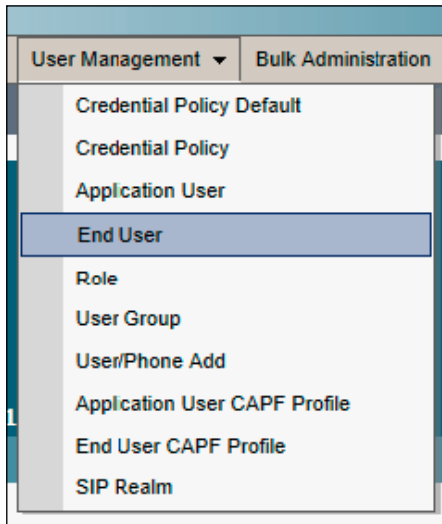 User Management Bulk Administration
Credential Policy Default
Credential Policy
Application User
End User
Role
User Group
User/Phone Add
Application User CAPF Profile
End User CAPF Profile
SIP Realm